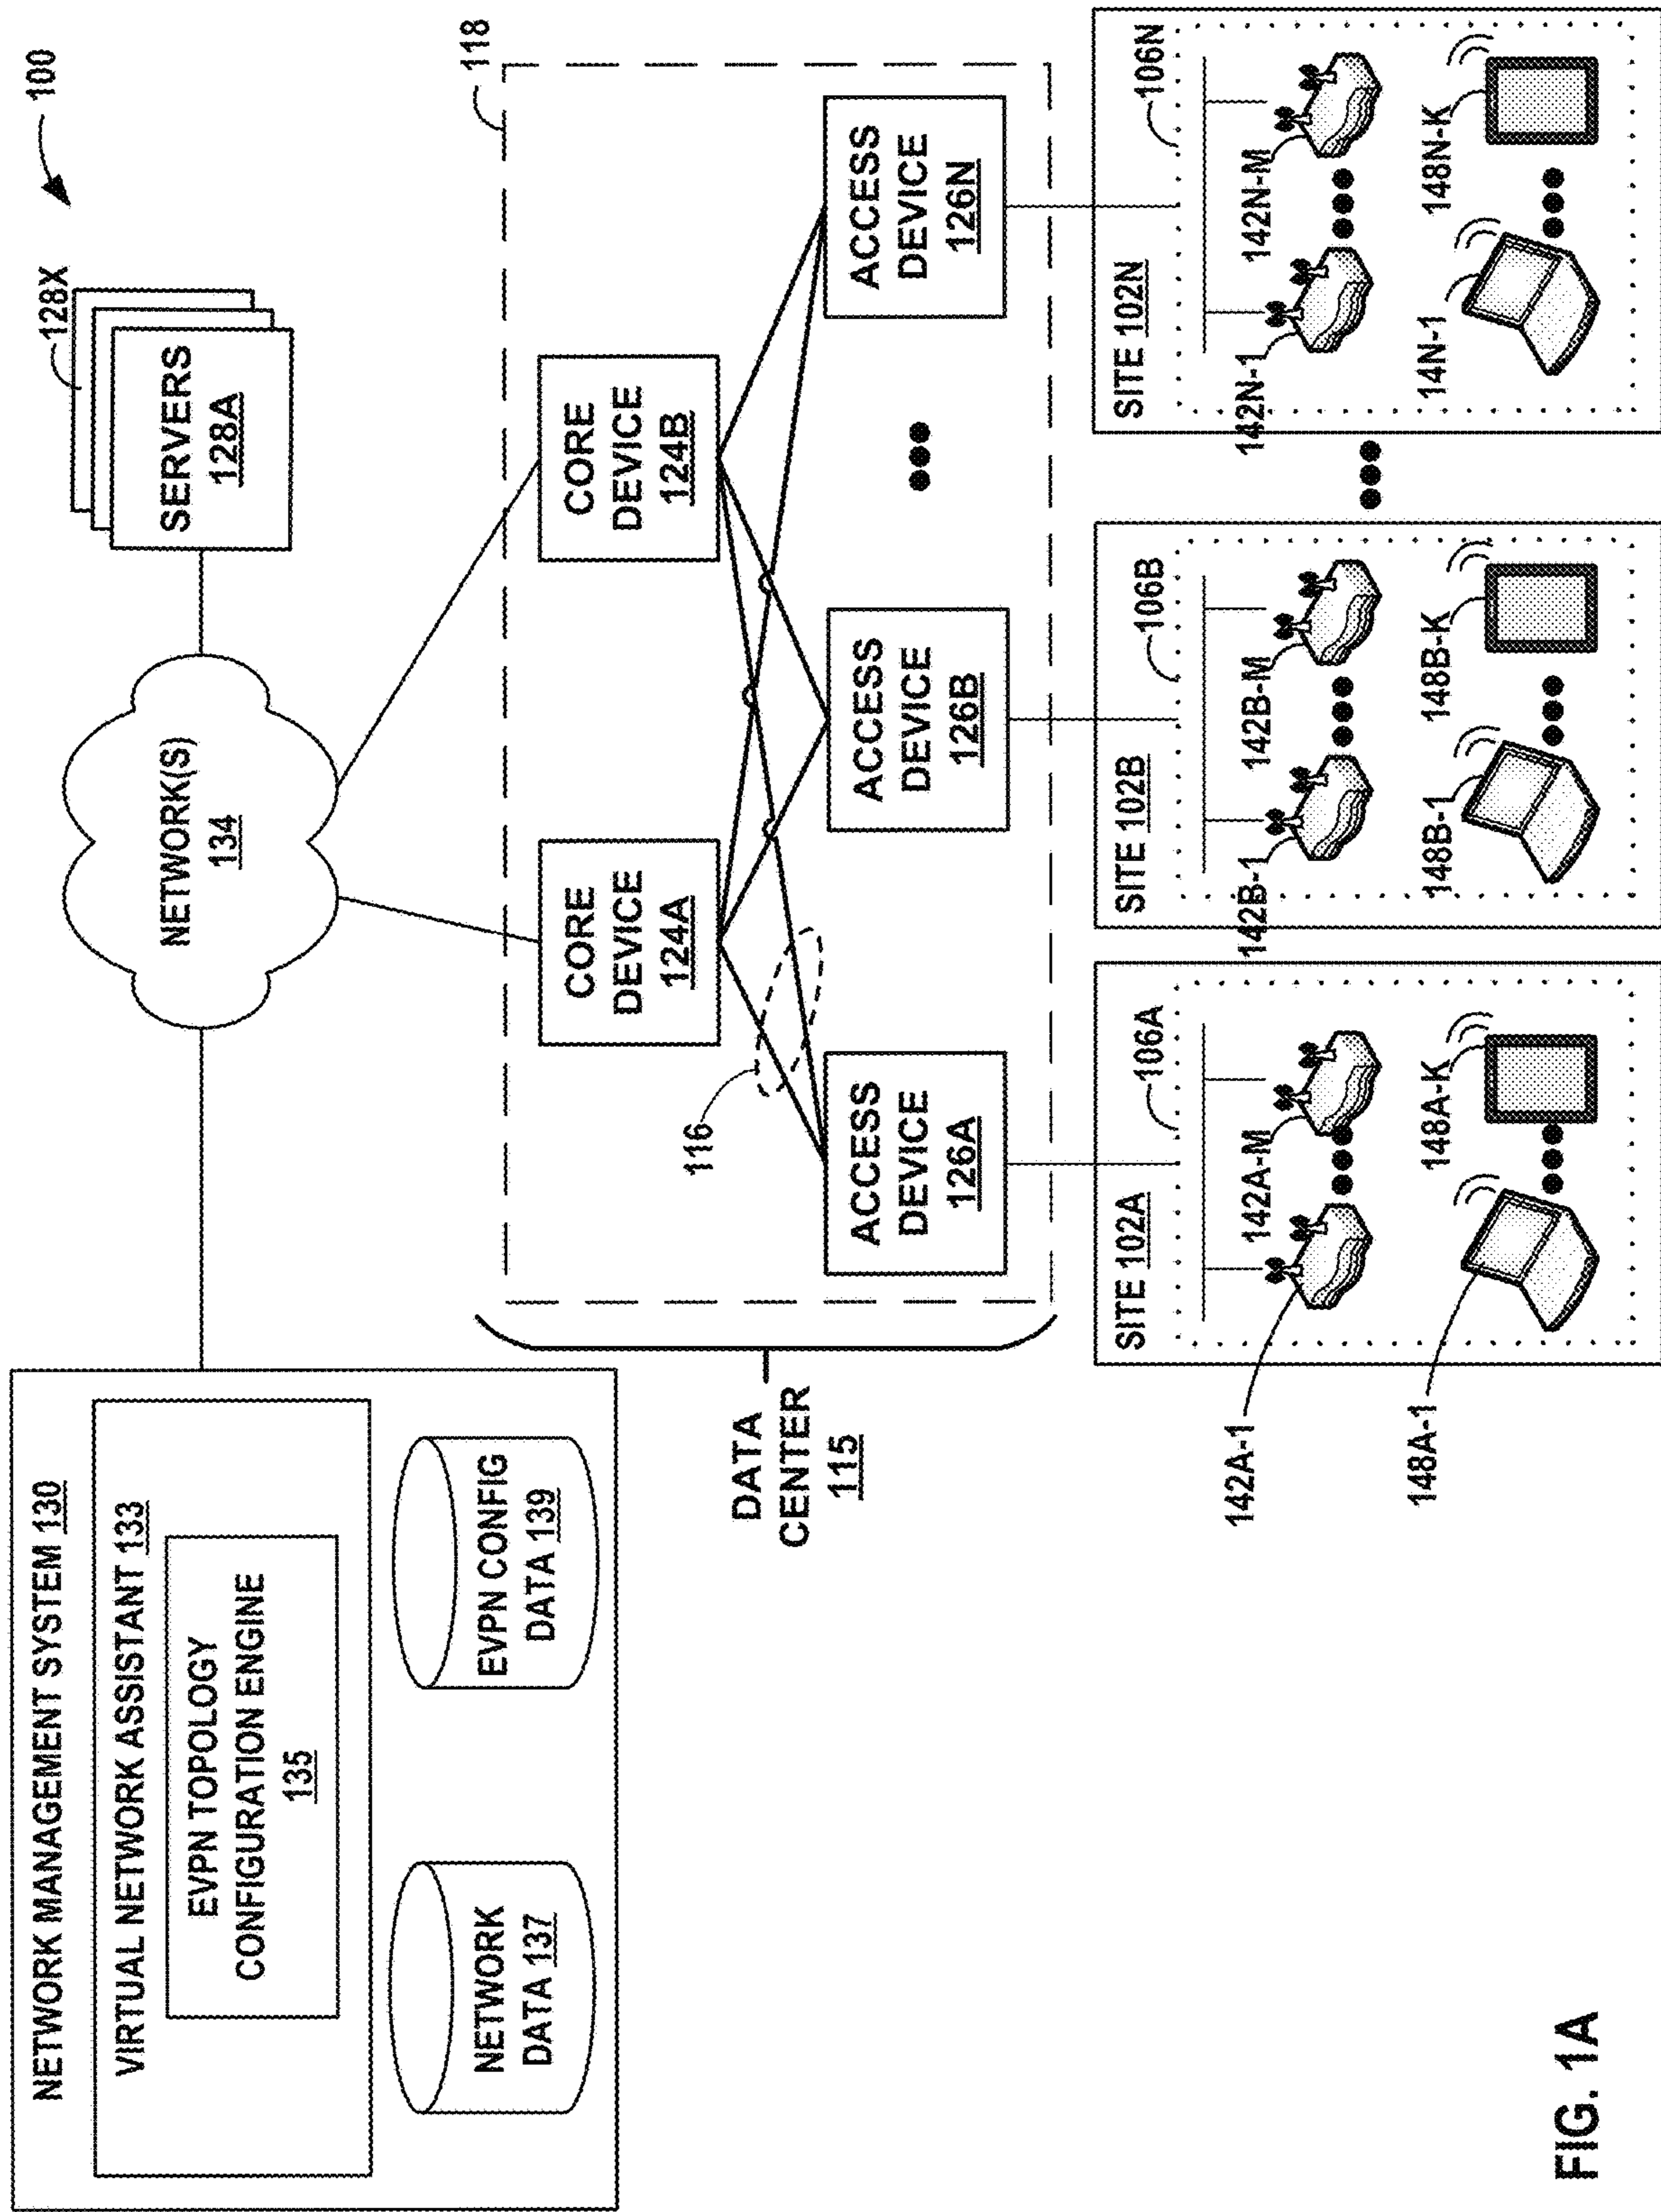 100
NETWORK MANAGEMENT SYSTEM 130
VIRTUAL NETWORK ASSISTANT 133
EVPN TOPOLOGY
CONFIGURATION ENGINE
135
NETWORK
DATA 137
EVPN CONFIG
DATA 139
NETWORK(S)
134
128X
SERVERS
128A
118
CORE
DEVICE
124A
CORE
DEVICE
124B
116
DATA
CENTER
115
ACCESS
DEVICE
126A
ACCESS
DEVICE
126B
ACCESS
DEVICE
126N
SITE 102A
106A
142A-1
142A-M
148A-1
148A-K
SITE 102B
106B
142B-1
142B-M
148B-1
148B-K
SITE 102N
106N
142N-1
142N-M
14N-1
148N-K
FIG. 1A